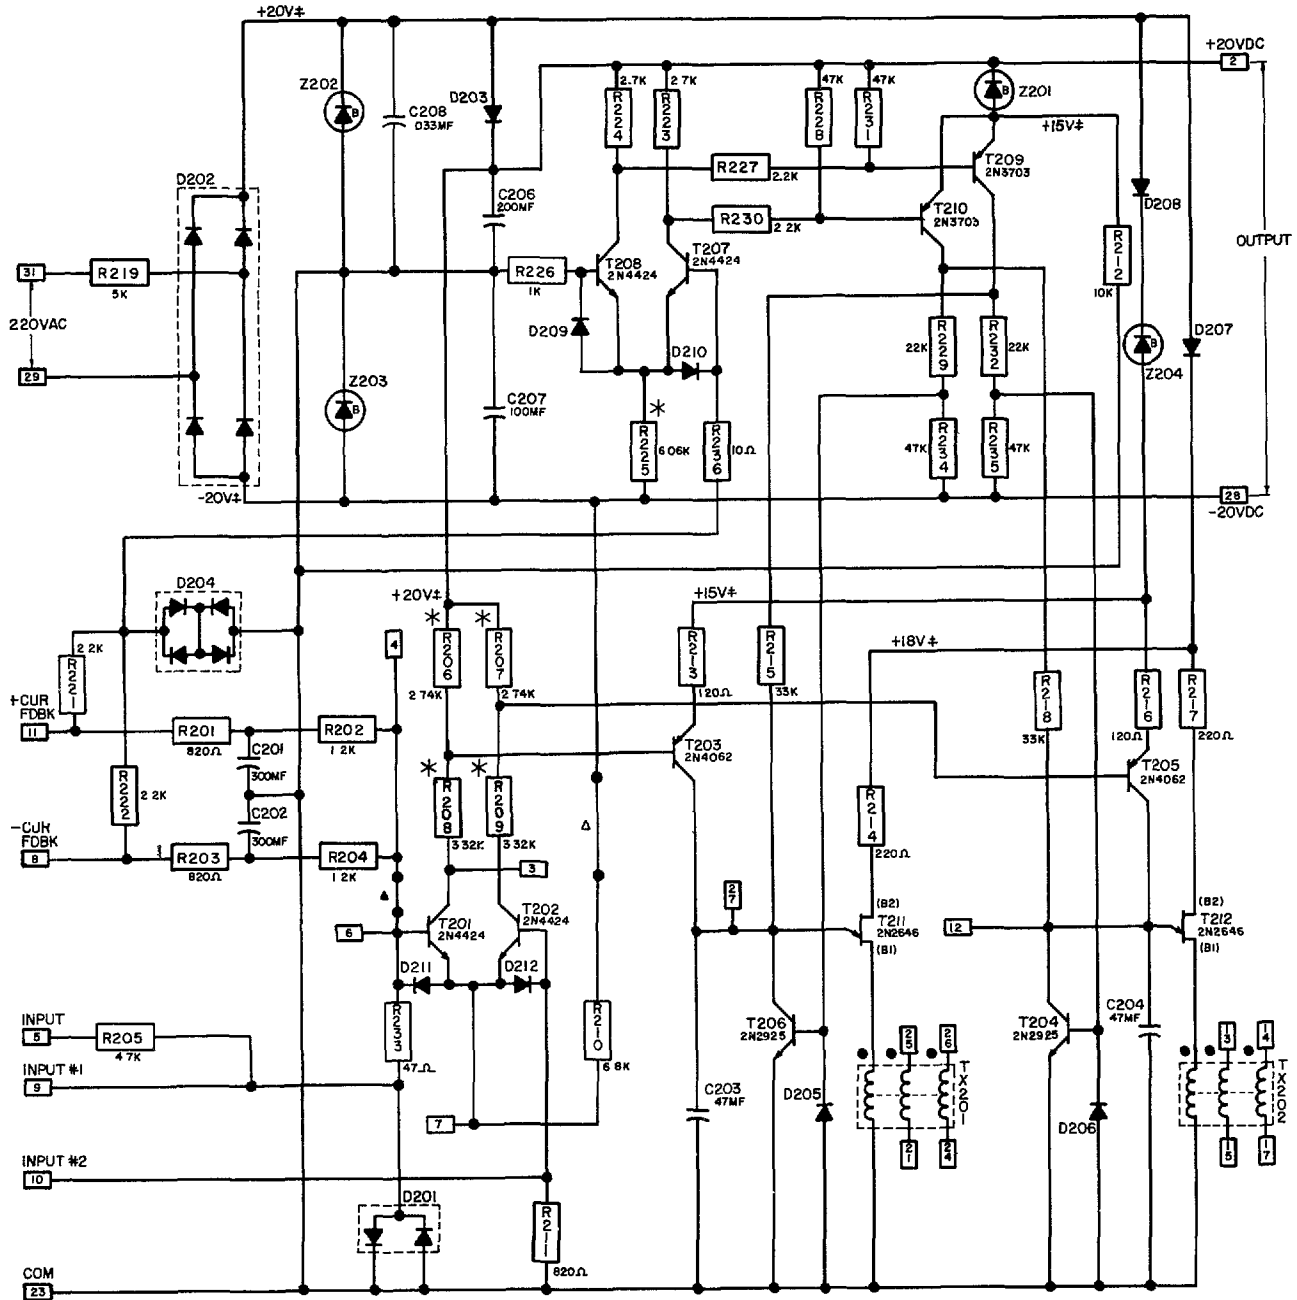 +20V‡
+20VDC
2
Z202
B
C208
.033MF
D203
2.7K
R224
2.7K
R223
47K
R228
47K
R231
B
Z201
+15V‡
D202
R227
2.2K
T209
2N3703
C206
200MF
R230
2.2K
T210
2N3703
D208
OUTPUT
31
R219
5K
220VAC
29
R226
1K
T208
2N4424
T207
2N4424
R212
10K
D209
D210
22K
R229
R232
22K
D207
B
Z204
Z203
B
C207
100MF
*
R225
6.06K
R236
10Ω
47K
R234
R235
47K
-20V‡
28
-20VDC
D204
+20V‡
+15V‡
4
*
R206
2.74K
*
R207
2.74K
R213
120Ω
R215
33K
+18V‡
2.2K
R221
+CUR
FDBK
11
R201
820Ω
R202
1.2K
C201
300MF
R218
33K
R216
120Ω
R217
220Ω
T203
2N4062
T205
2N4062
R222
2.2K
C202
300MF
*
R208
3.32K
*
R209
3.32K
Δ
R214
220Ω
-CUR
FDBK
8
R203
820Ω
R204
1.2K
3
27
(B2)
T211
2N2646
(B1)
12
(B2)
T212
2N2646
(B1)
6
T201
2N4424
T202
2N4424
D211
D212
INPUT
5
R205
4.7K
R233
47Ω
R210
6.8K
T206
2N2925
T204
2N2925
C204
.47MF
25
26
13
14
INPUT #1
9
C203
.47MF
D205
TX201
D206
TX202
7
21
24
15
17
INPUT #2
10
D201
R211
820Ω
COM
23